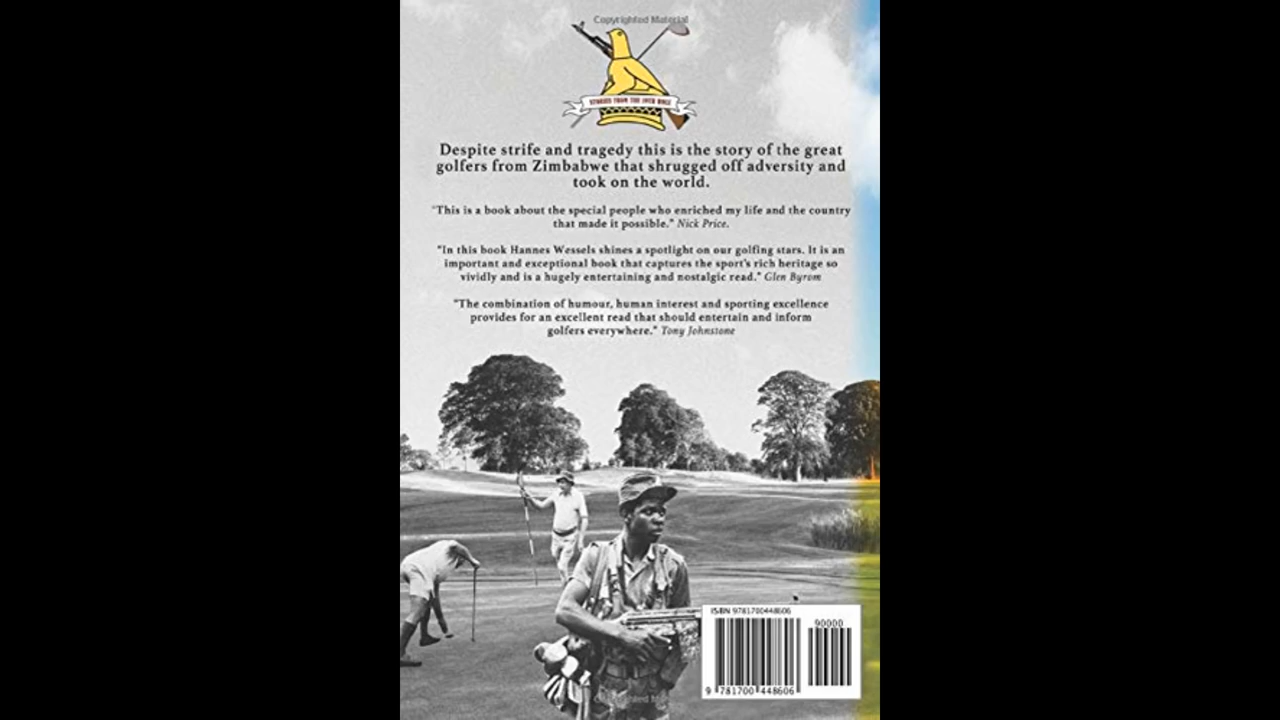 Copyrighted Material
STORIES FROM THE 19TH HOLE
Despite strife and tragedy this is the story of the great
golfers from Zimbabwe that shrugged off adversity and
took on the world.
"This is a book about the special people who enriched my life and the country
that made it possible." Nick Price.
"In this book Hannes Wessels shines a spotlight on our golfing stars. It is an
important and exceptional book that captures the sport's rich heritage so
vividly and is a hugely entertaining and nostalgic read." Glen Byrom
"The combination of humour, human interest and sporting excellence
provides for an excellent read that should entertain and inform
golfers everywhere." Tony Johnstone
ISBN 9781700448606
90000
9 781700 448606